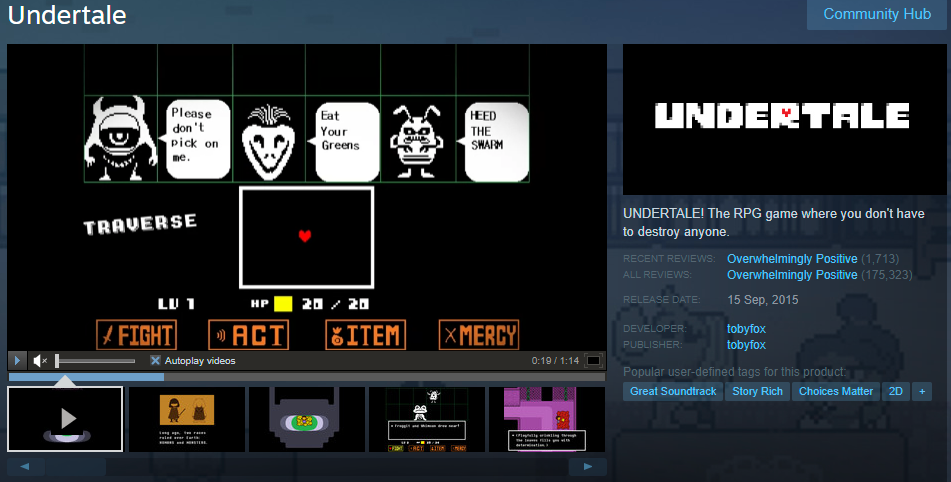 Undertale
Community Hub
Please
don't
pick on
me.
Eat
Your
Greens
HEED
THE
SWARM
TRAVERSE
LV 1
HP 20 / 20
FIGHT
ACT
ITEM
MERCY
Autoplay videos
0:19 / 1:14
Long ago, two races
ruled over Earth:
HUMANS and MONSTERS.
* Froggit and Whimsun drew near!
FIGHT
ACT
ITEM
MERCY
* (Playfully crinkling through
the leaves fills you with
determination.)
UNDERTALE
UNDERTALE! The RPG game where you don't have
to destroy anyone.
RECENT REVIEWS: Overwhelmingly Positive (1,713)
ALL REVIEWS: Overwhelmingly Positive (175,323)
RELEASE DATE: 15 Sep, 2015
DEVELOPER: tobyfox
PUBLISHER: tobyfox
Popular user-defined tags for this product:
Great Soundtrack
Story Rich
Choices Matter
2D
+